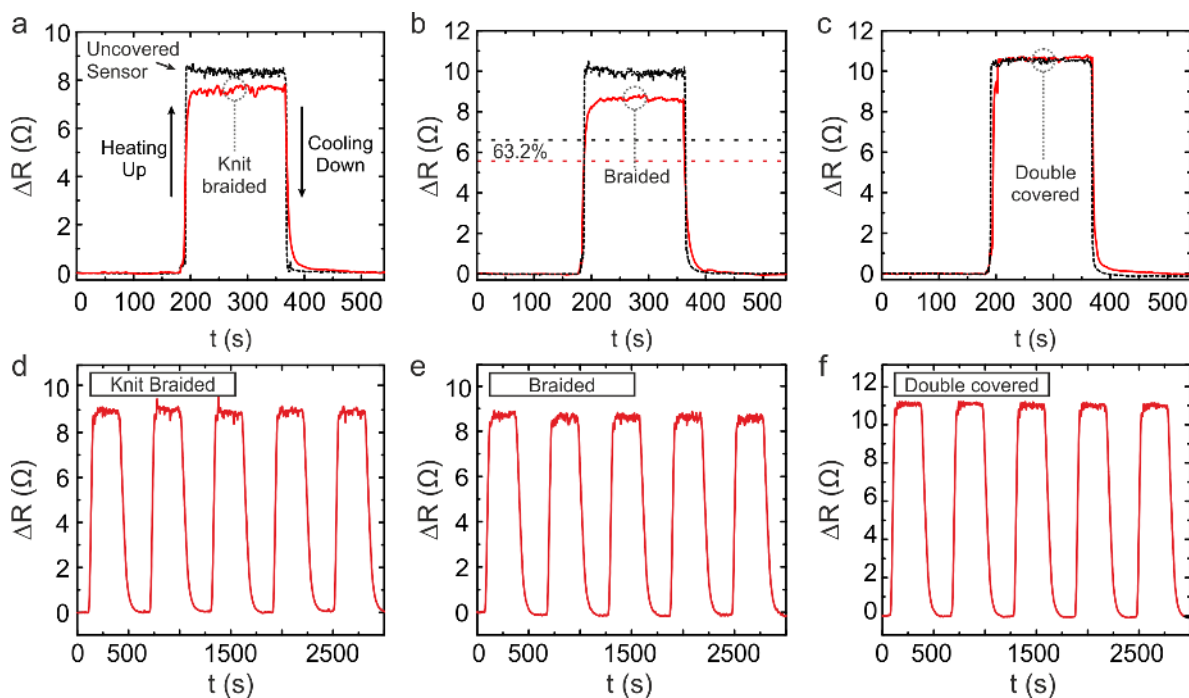 a
b
c
10
8
6
4
2
0
ΔR (Ω)
Uncovered
Sensor
Heating
Up
Knit
braided
Cooling
Down
0 100 200 300 400 500
t (s)
12
10
8
6
4
2
0
ΔR (Ω)
63.2%
Braided
0 100 200 300 400 500
t (s)
12
10
8
6
4
2
0
ΔR (Ω)
Double
covered
0 100 200 300 400 500
t (s)
d
e
f
Knit Braided
10
8
6
4
2
0
ΔR (Ω)
0 500 1500 2500
t (s)
Braided
10
8
6
4
2
0
ΔR (Ω)
0 500 1500 2500
t (s)
Double covered
12
10
8
6
4
2
0
ΔR (Ω)
0 500 1500 2500
t (s)